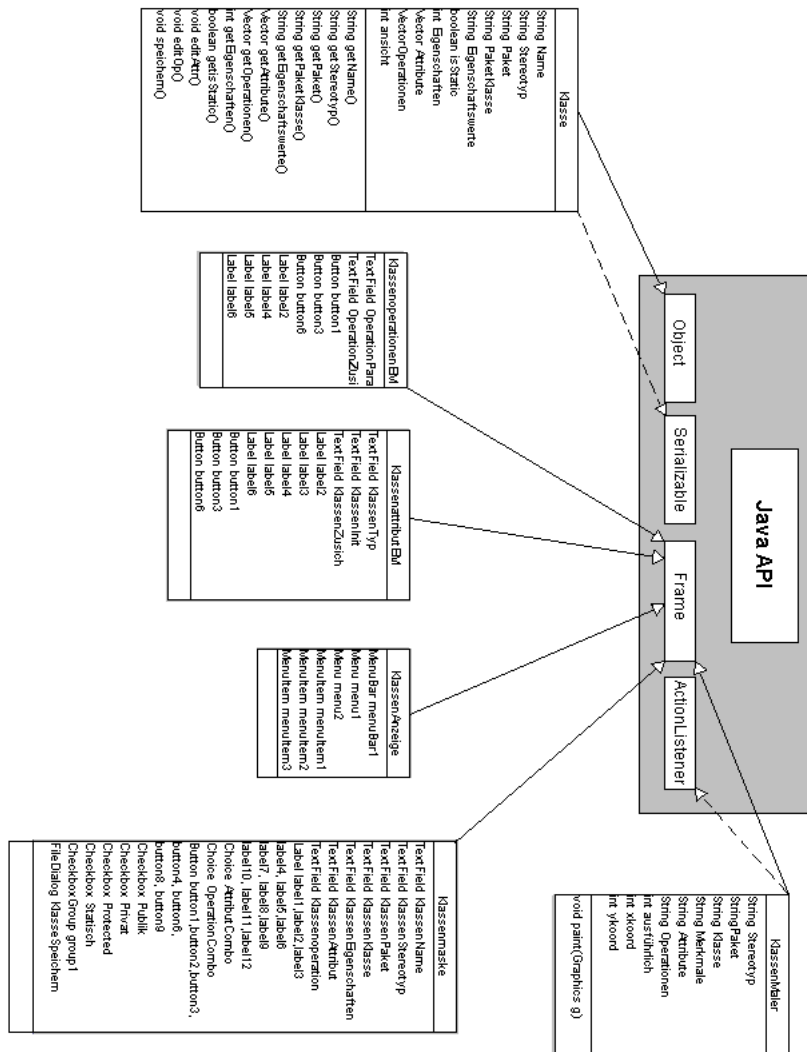 Java API
Object
Serializable
Frame
ActionListener
Klasse
String Name
String Stereotyp
String Paket
String PaketKlasse
String Eigenschaftswerte
boolean isStatic
int Eigenschaften
Vector Attribute
VectorOperationen
int ansicht
String getName()
String getStereotyp()
String getPaket()
String getPaketKlasse()
String getEigenschaftswerte()
Vector getAttribute()
Vector getOperationen()
int getEigenschaften()
boolean getisStatic()
void editAttr()
void editOp()
void speichern()
KlassenoperationenEM
TextField OperationPara
TextField OperationZusi
Button button1
Button button3
Button button6
Label label2
Label label4
Label label5
Label label6
KlassenattributEM
TextField KlassenTyp
TextField KlassenInit
TextField KlassenZusich
Label label2
Label label3
Label label4
Label label5
Label label6
Button button1
Button button3
Button button6
KlassenAnzeige
MenuBar menuBar1
Menu menu1
Menu menu2
MenuItem menuItem1
MenuItem menuItem2
MenuItem menuItem3
Klassenmaske
TextField KlassenName
TextField KlassenStereotyp
TextField KlassenPaket
TextField KlassenKlasse
TextField KlassenEigenschaften
TextField KlassenAttribut
TextField Klassenoperation
Label label1,label2,label3
label4, label5,label6
label7, label8,label9
label10, label11,label12
Choice AttributCombo
Choice OperationCombo
Button button1,button2,button3,
button4, button6,
button8, button9
Checkbox Publik
Checkbox Privat
Checkbox Protected
Checkbox Statisch
CheckboxGroup group1
FileDialog KlasseSpeichern
KlassenMaler
String Stereotyp
StringPaket
String Klasse
String Merkmale
String Attribute
String Operationen
int ausführlich
int xkoord
int ykoord
void paint(Graphics g)